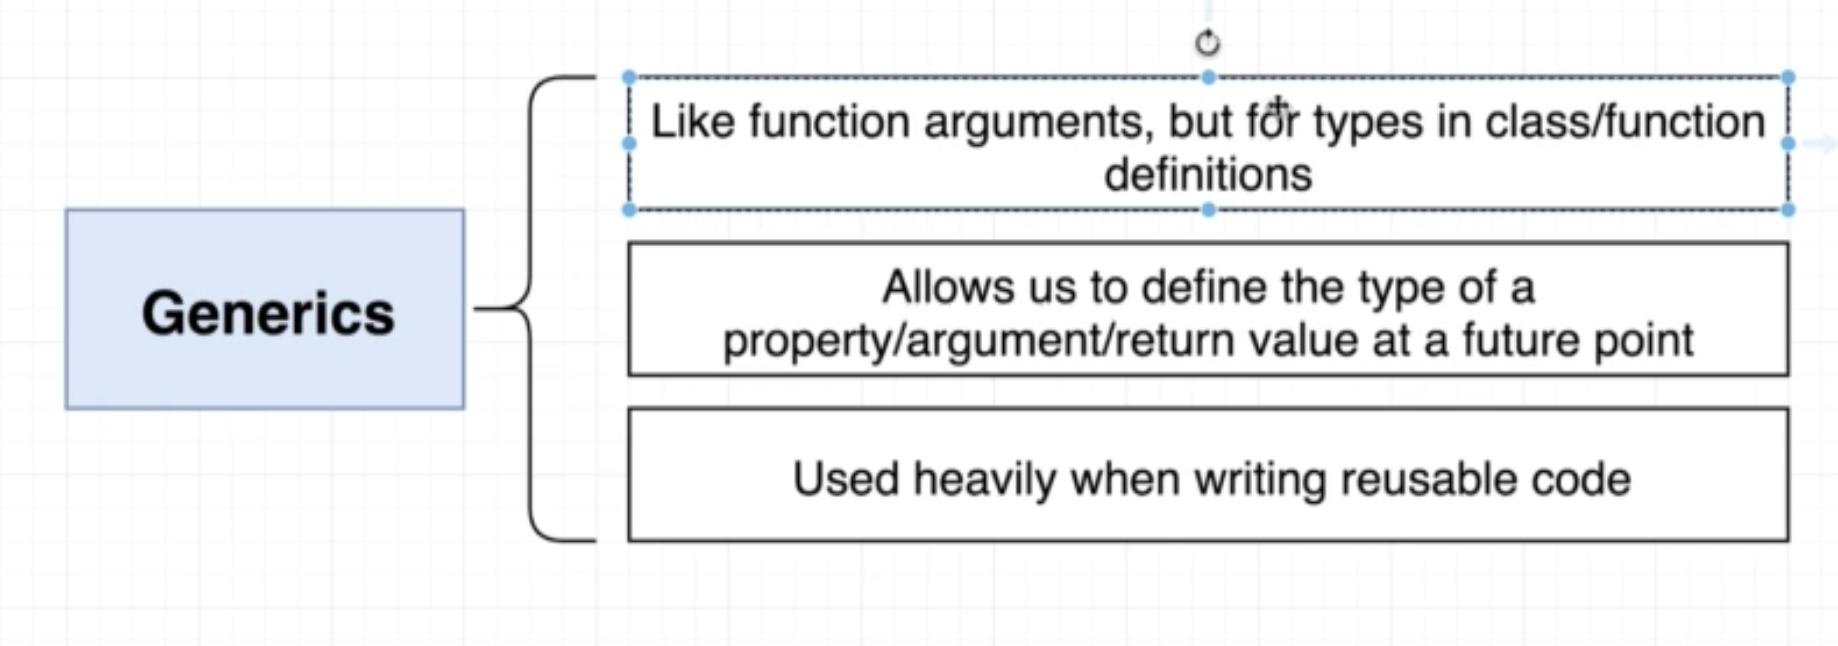 Generics
Like function arguments, but for types in class/function
definitions
Allows us to define the type of a
property/argument/return value at a future point
Used heavily when writing reusable code